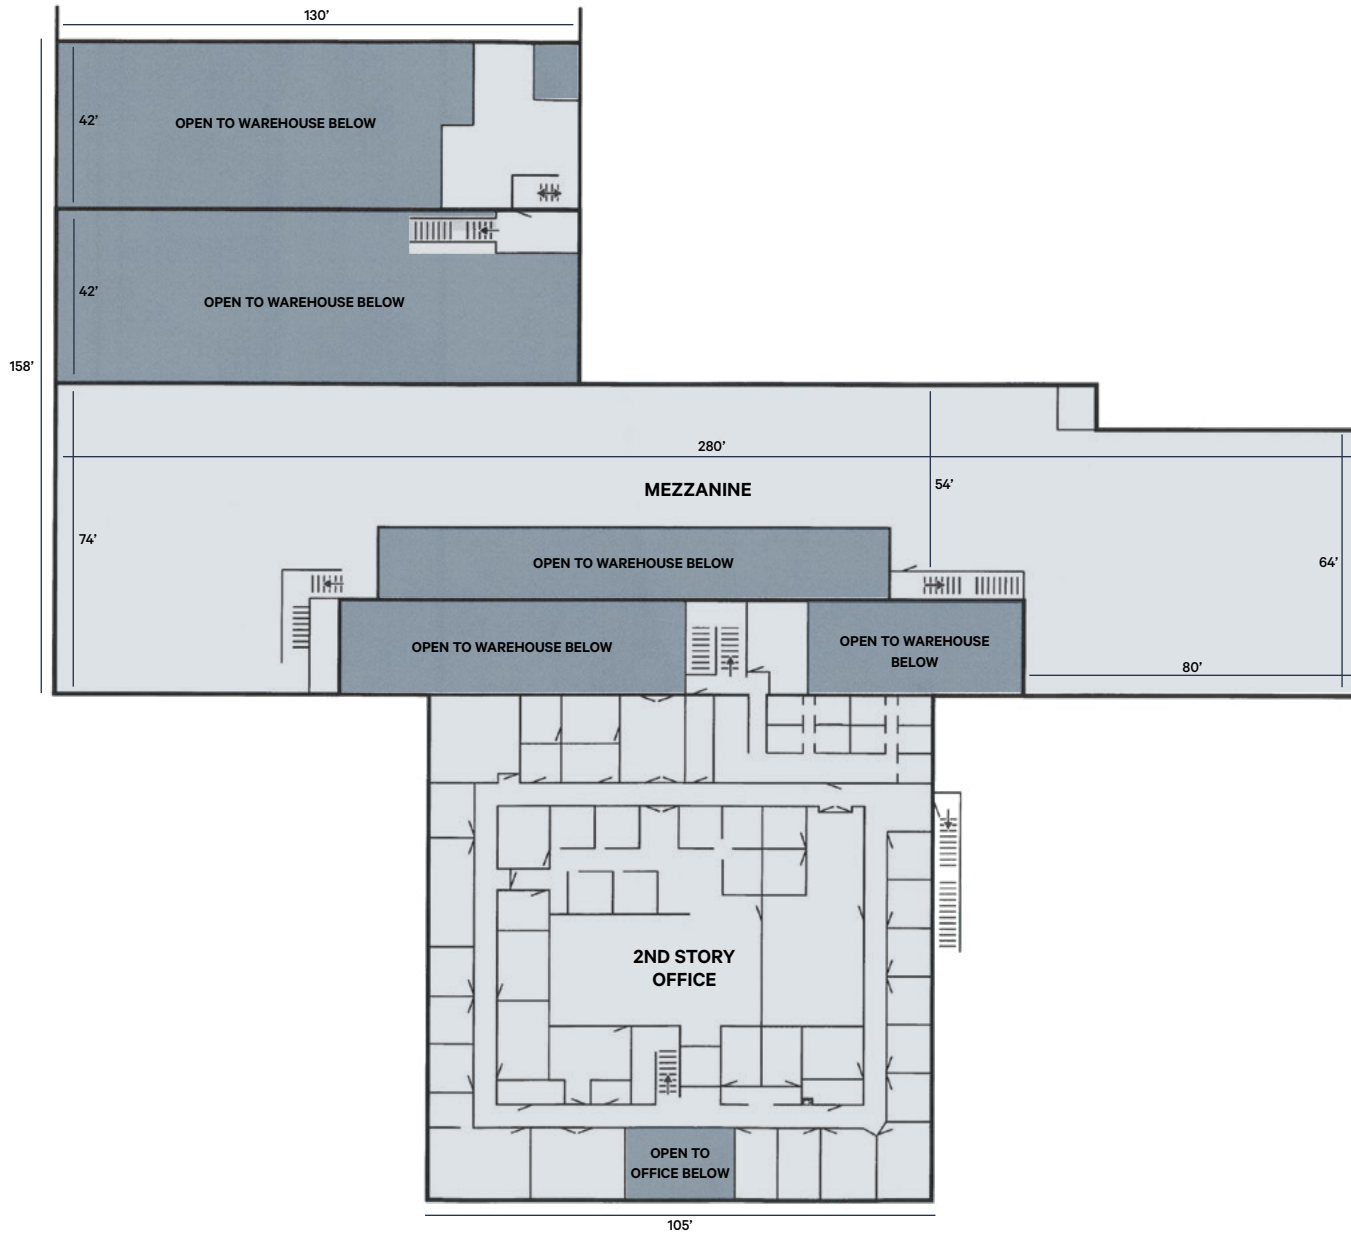 130’
42’
OPEN TO WAREHOUSE BELOW
42’
OPEN TO WAREHOUSE BELOW
158’
280’
MEZZANINE
54’
74’
OPEN TO WAREHOUSE BELOW
64’
OPEN TO WAREHOUSE BELOW
OPEN TO WAREHOUSE
BELOW
80’
2ND STORY
OFFICE
OPEN TO
OFFICE BELOW
105’